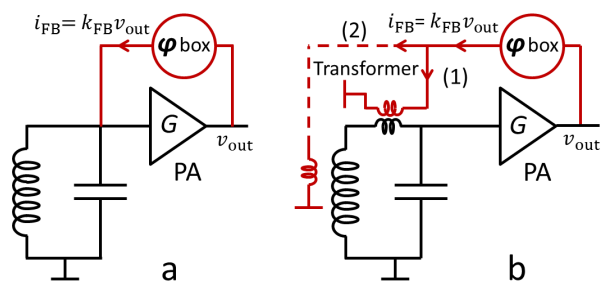 i_FB = k_FB v_out
φ box
G
PA
v_out
a
i_FB = k_FB v_out
(2)
φ box
Transformer
(1)
G
PA
v_out
b